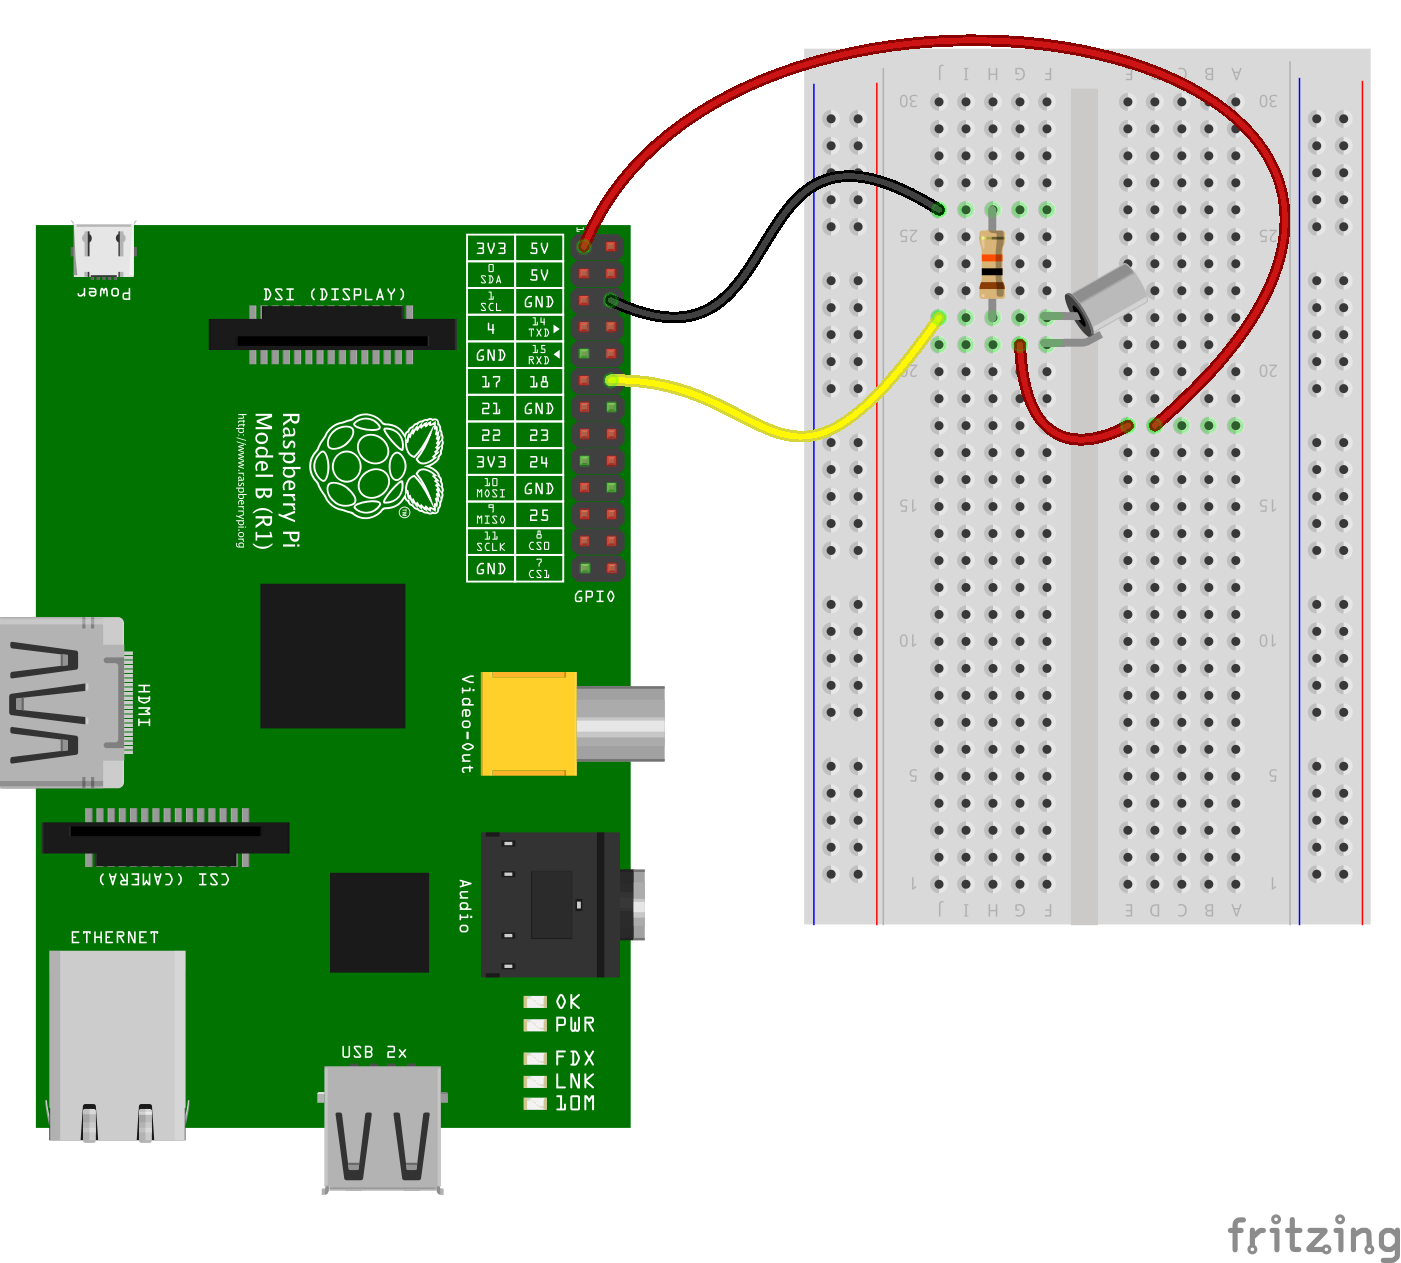 J I H G F E D C B A
30 30
25 25
20 20
15 15
10 10
5 5
1 1
J I H G F E D C B A
Power
DSI (DISPLAY)
1
3V3 5V
0 SDA 5V
1 SCL GND
4 14 TXD
GND 15 RXD
17 18
21 GND
22 23
3V3 24
10 MOSI GND
9 MISO 25
11 SCLK 8 CS0
GND 7 CS1
GPIO
Raspberry Pi
Model B (R1)
http://www.raspberrypi.org
TM
HDMI
Video-Out
CSI (CAMERA)
Audio
ETHERNET
USB 2x
OK
PWR
FDX
LNK
10M
fritzing